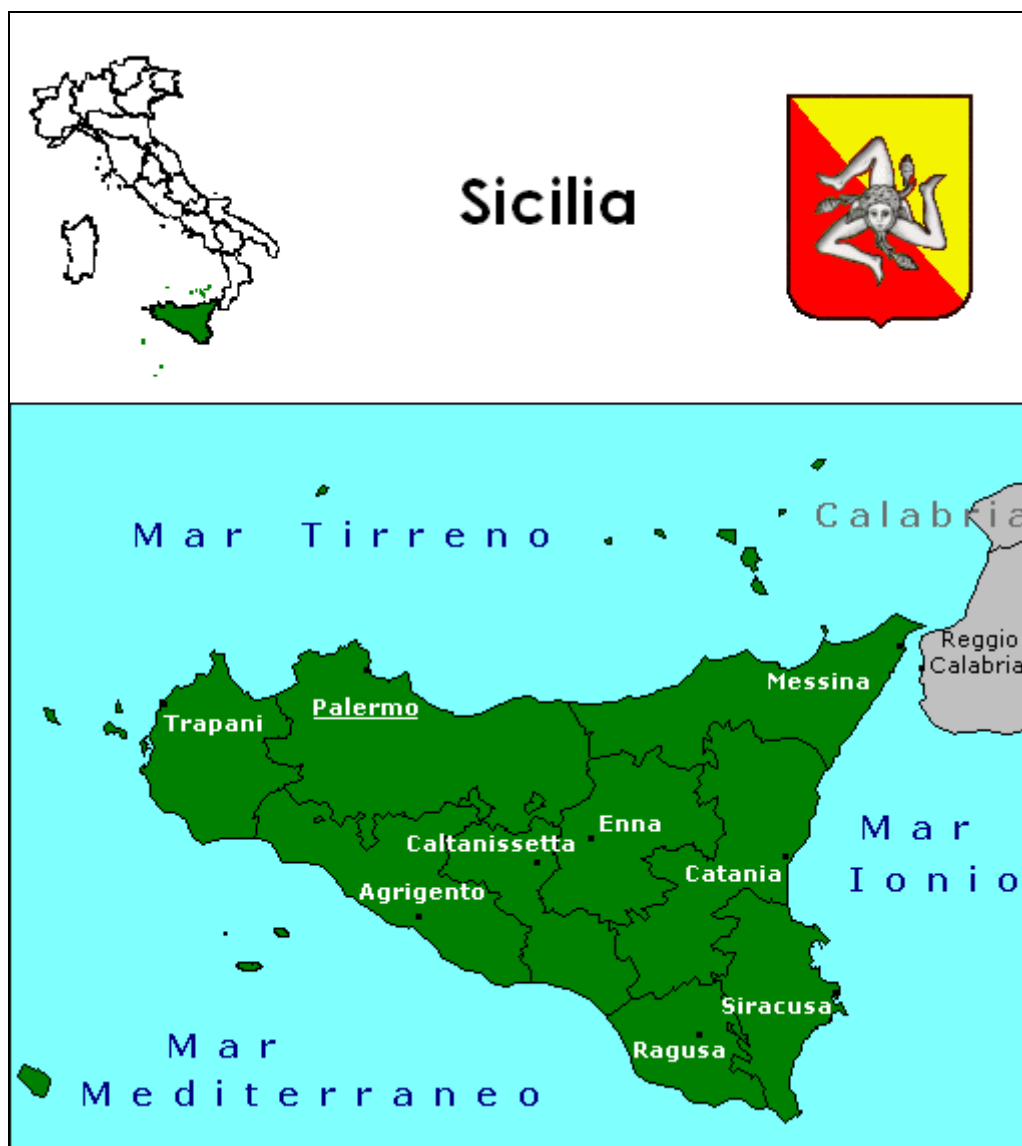 Sicilia
Mar Tirreno
Calabria
Reggio
Calabria
Messina
Palermo
Trapani
Mar
Ionio
Enna
Caltanissetta
Catania
Agrigento
Siracusa
Ragusa
Mar
Mediterraneo